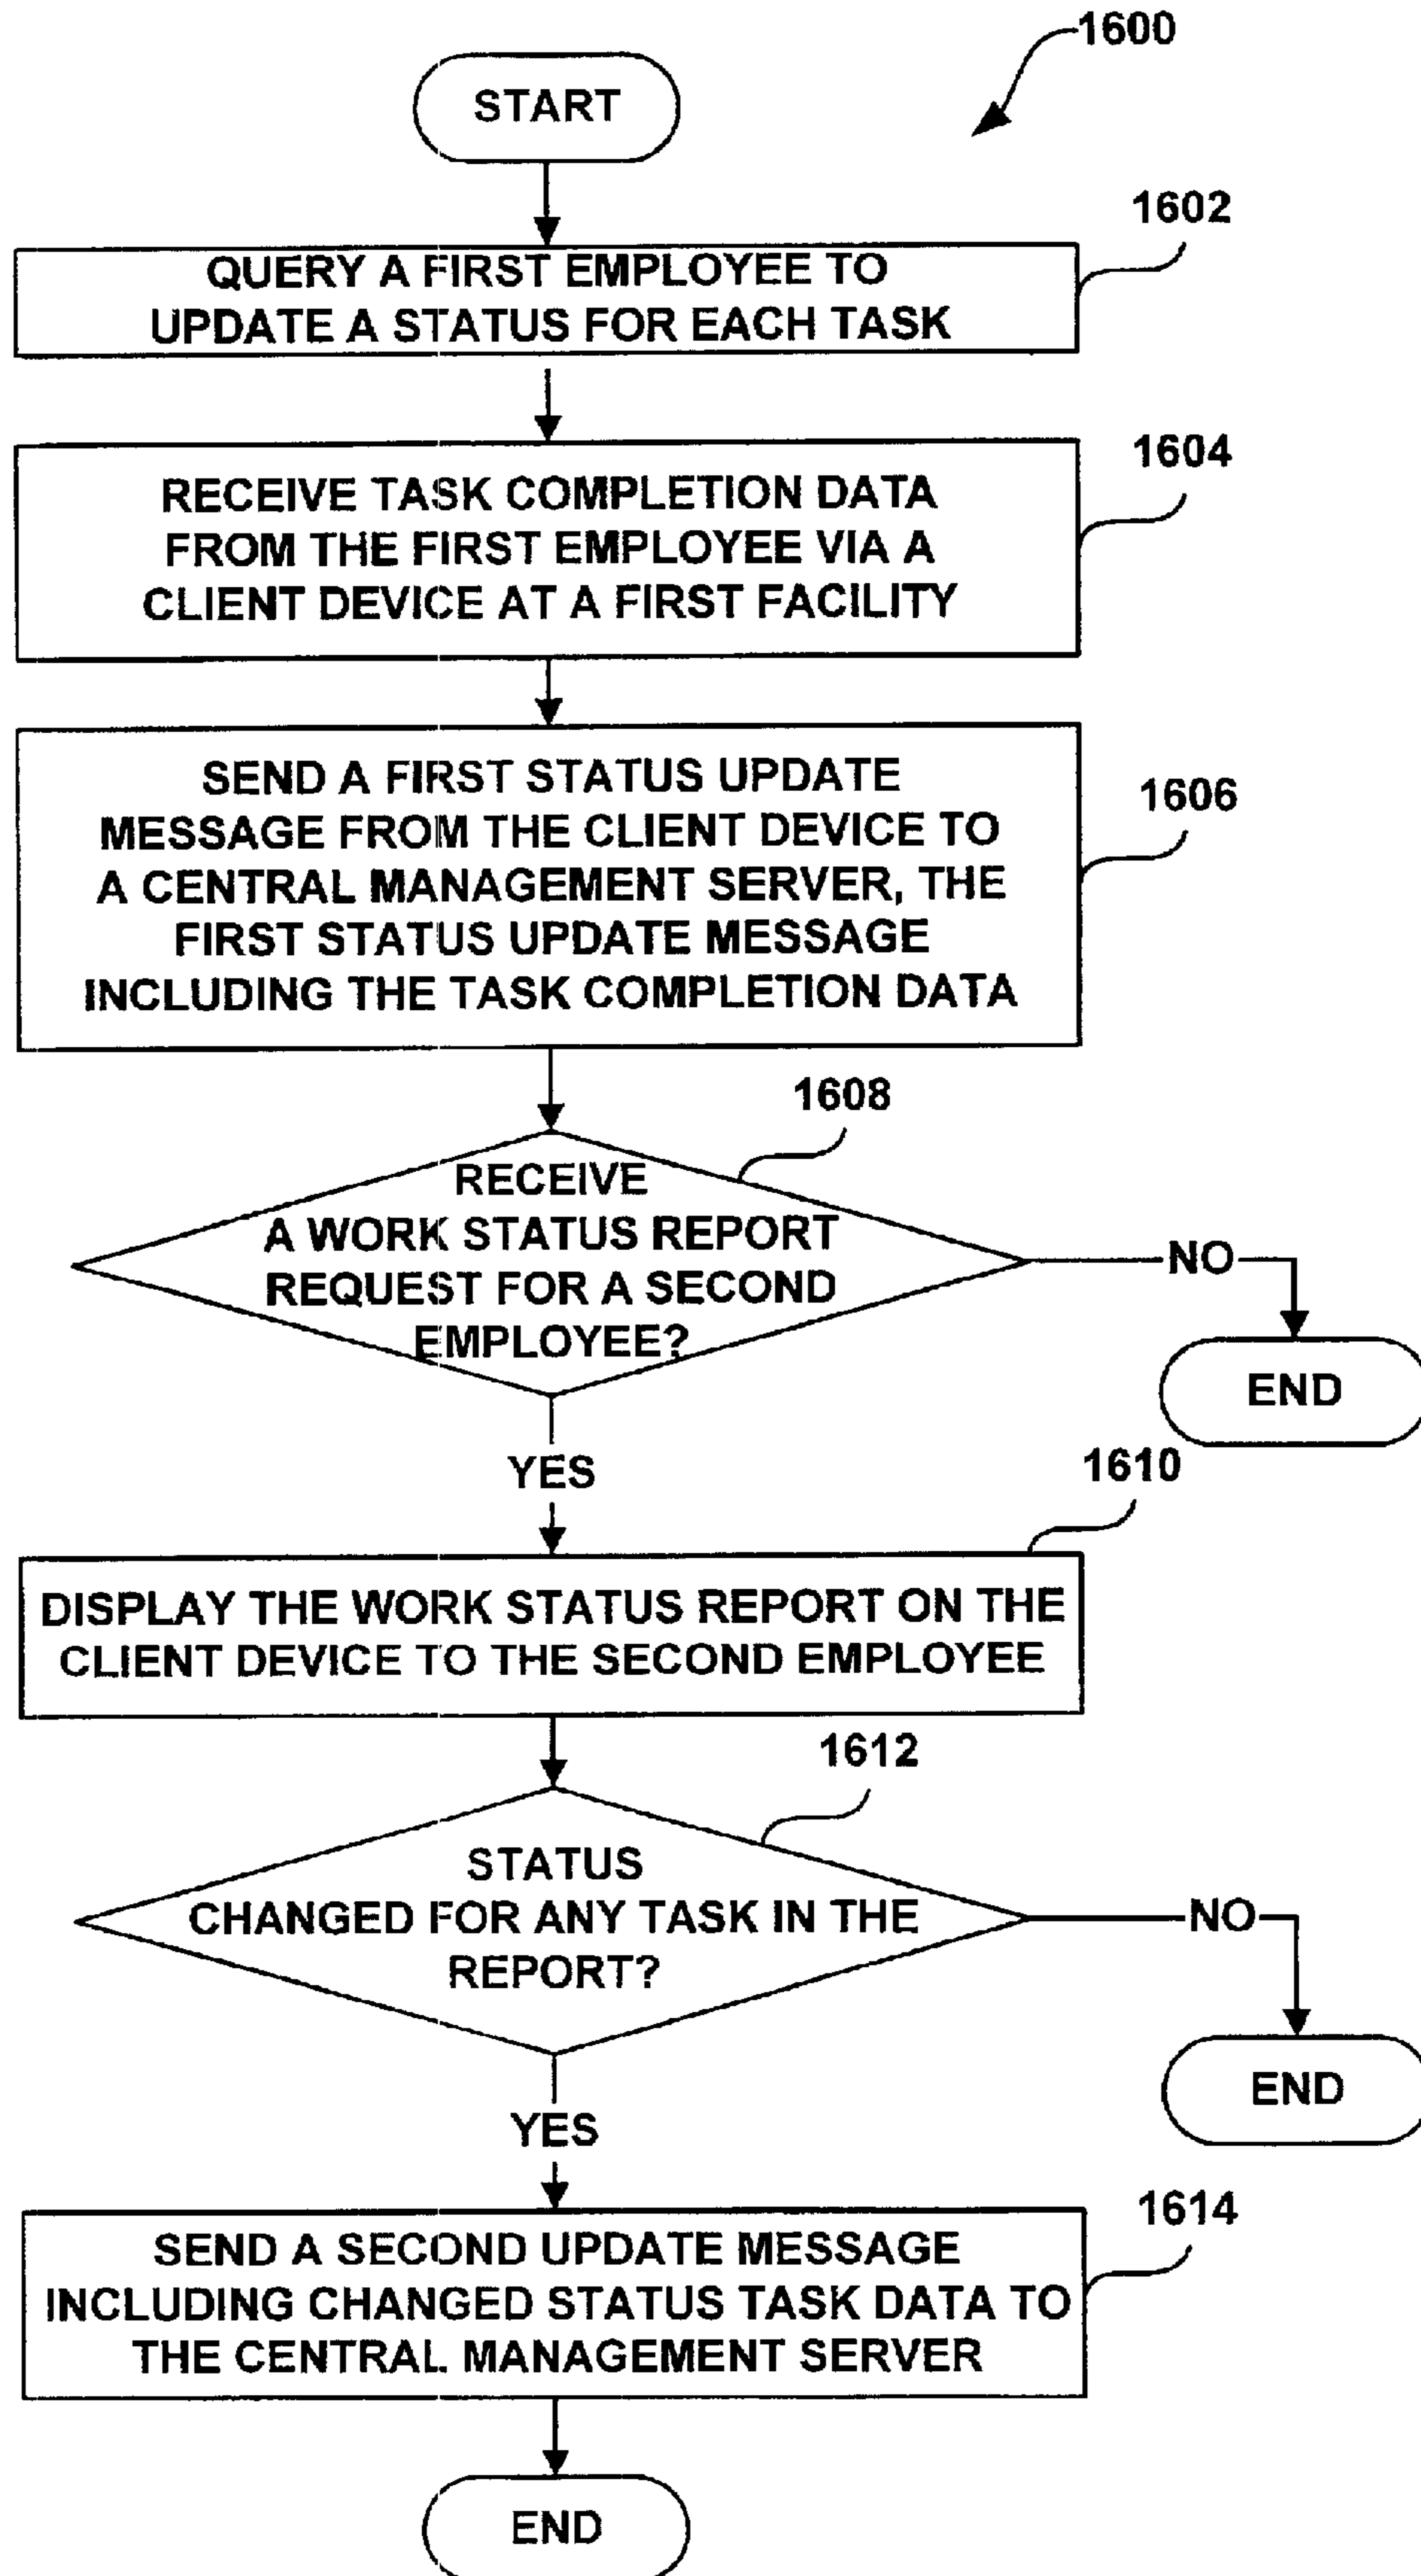 1600
START
1602
QUERY A FIRST EMPLOYEE TO
UPDATE A STATUS FOR EACH TASK
1604
RECEIVE TASK COMPLETION DATA
FROM THE FIRST EMPLOYEE VIA A
CLIENT DEVICE AT A FIRST FACILITY
1606
SEND A FIRST STATUS UPDATE
MESSAGE FROM THE CLIENT DEVICE TO
A CENTRAL MANAGEMENT SERVER, THE
FIRST STATUS UPDATE MESSAGE
INCLUDING THE TASK COMPLETION DATA
1608
RECEIVE
A WORK STATUS REPORT
REQUEST FOR A SECOND
EMPLOYEE?
NO
END
YES
1610
DISPLAY THE WORK STATUS REPORT ON THE
CLIENT DEVICE TO THE SECOND EMPLOYEE
1612
STATUS
CHANGED FOR ANY TASK IN THE
REPORT?
NO
END
YES
1614
SEND A SECOND UPDATE MESSAGE
INCLUDING CHANGED STATUS TASK DATA TO
THE CENTRAL MANAGEMENT SERVER
END